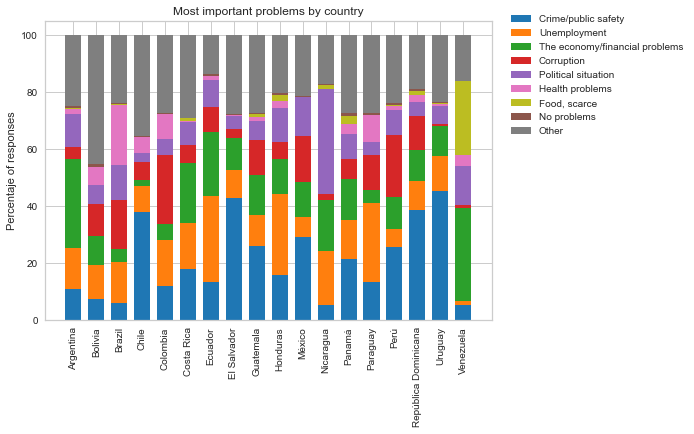 Most important problems by country
Percentaje of responses
100
80
60
40
20
0
Argentina
Bolivia
Brazil
Chile
Colombia
Costa Rica
Ecuador
El Salvador
Guatemala
Honduras
México
Nicaragua
Panamá
Paraguay
Perú
República Dominicana
Uruguay
Venezuela
Crime/public safety
Unemployment
The economy/financial problems
Corruption
Political situation
Health problems
Food, scarce
No problems
Other